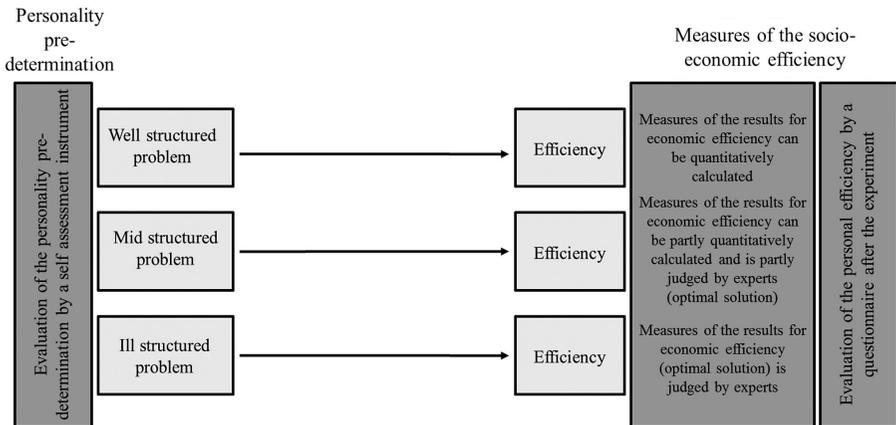 Personality
pre-
determination
Measures of the socio-
economic efficiency
Evaluation of the personality pre-
determination by a self assessment instrument
Well structured
problem
Efficiency
Measures of the results for
economic efficiency can
be quantitatively
calculated
Mid structured
problem
Efficiency
Measures of the results for
economic efficiency can
be partly quantitatively
calculated and is partly
judged by experts
(optimal solution)
Ill structured
problem
Efficiency
Measures of the results for
economic efficiency
(optimal solution) is
judged by experts
Evaluation of the personal efficiency by a
questionnaire after the experiment